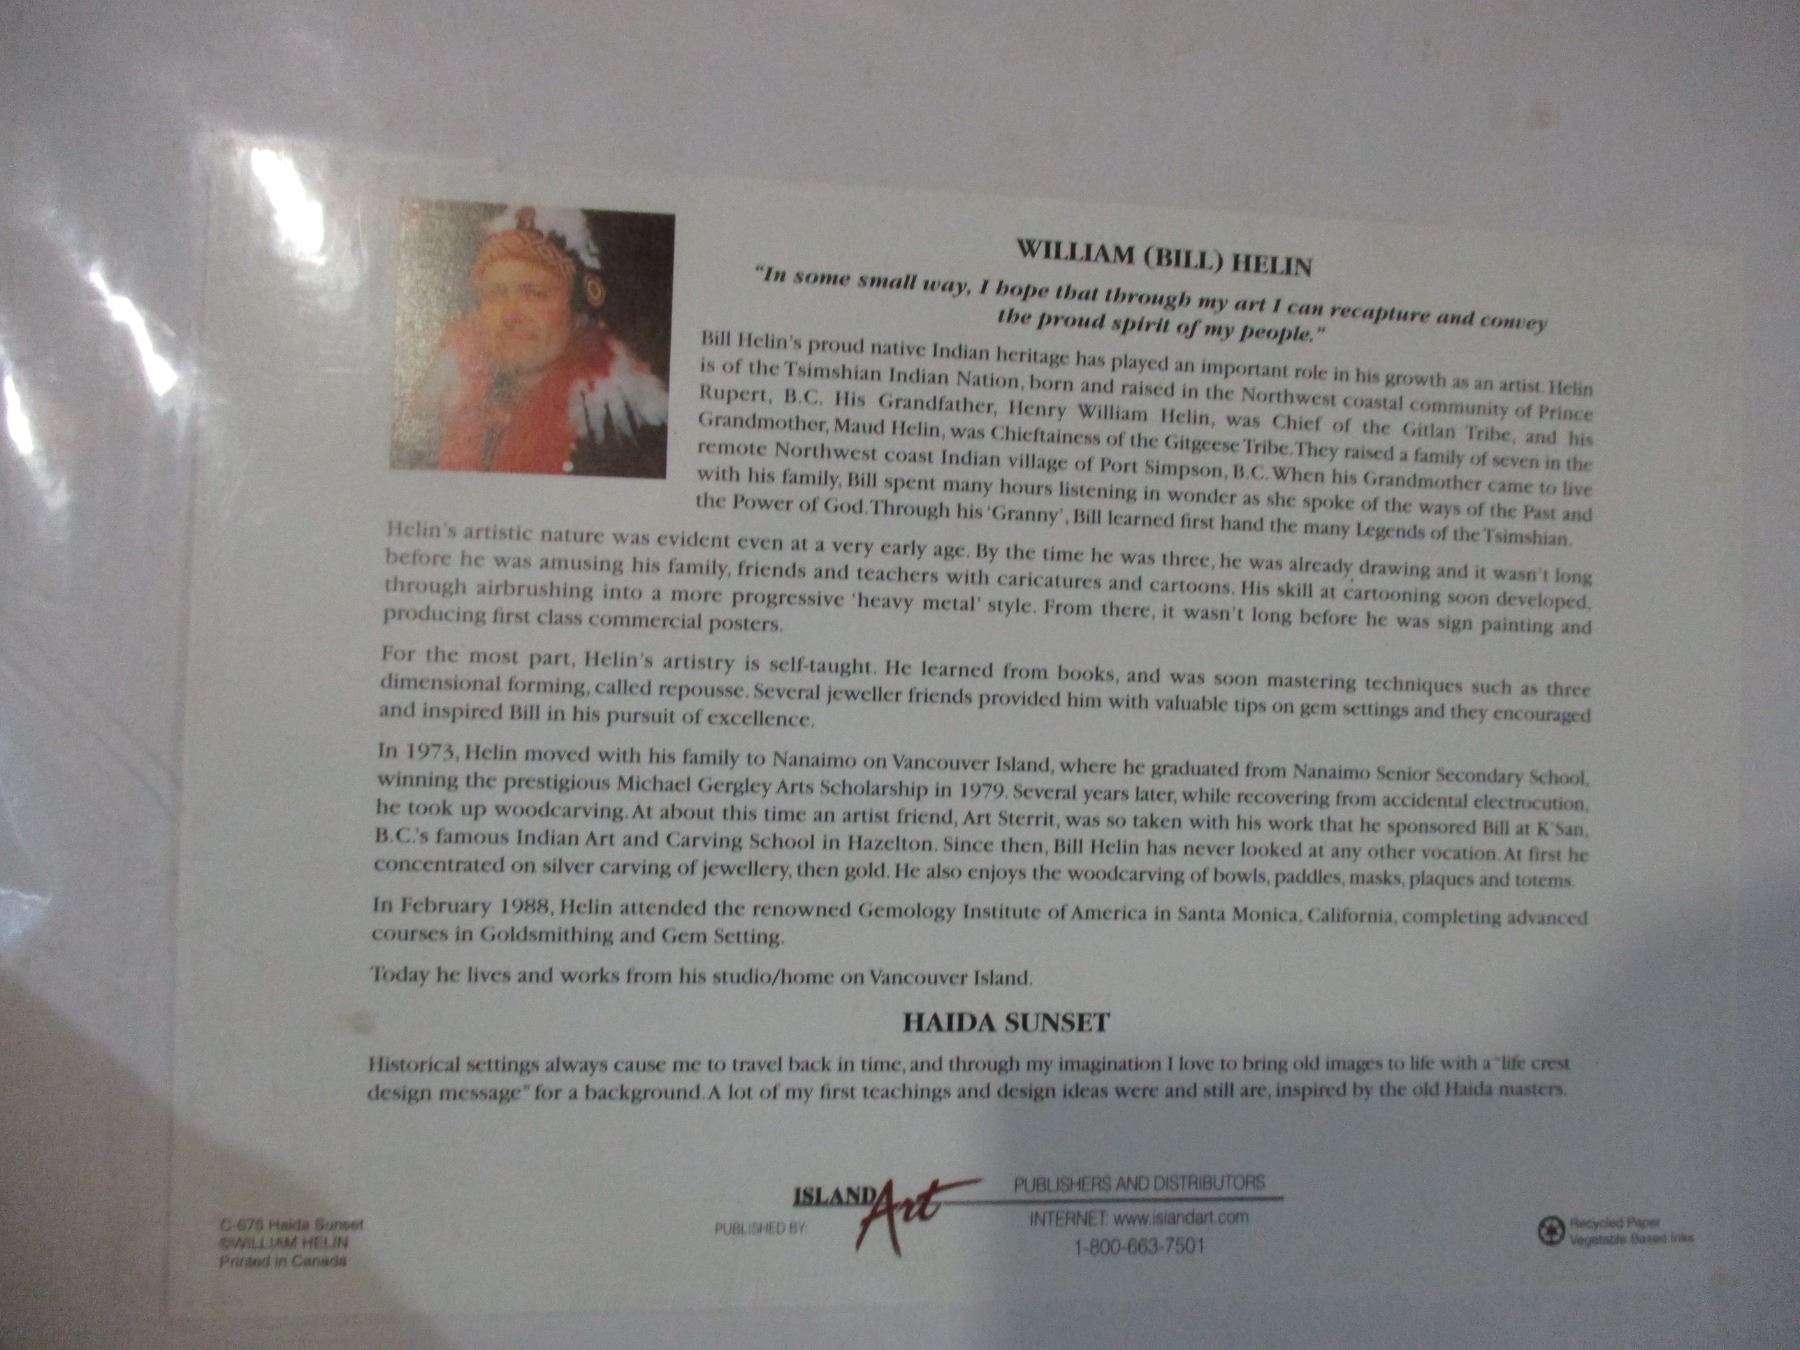 WILLIAM (BILL) HELIN
"In some small way, I hope that through my art I can recapture and convey
the proud spirit of my people."
Bill Helin's proud native Indian heritage has played an important role in his growth as an artist. Helin
is of the Tsimshian Indian Nation, born and raised in the Northwest coastal community of Prince
Rupert, B.C. His Grandfather, Henry William Helin, was Chief of the Gitlan Tribe, and his
Grandmother, Maud Helin, was Chieftainess of the Gitgeese Tribe. They raised a family of seven in the
remote Northwest coast Indian village of Port Simpson, B.C. When his Grandmother came to live
with his family, Bill spent many hours listening in wonder as she spoke of the ways of the Past and
the Power of God. Through his 'Granny', Bill learned first hand the many Legends of the Tsimshian.
Helin's artistic nature was evident even at a very early age. By the time he was three, he was already drawing and it wasn't long
before he was amusing his family, friends and teachers with caricatures and cartoons. His skill at cartooning soon developed,
through airbrushing into a more progressive 'heavy metal' style. From there, it wasn't long before he was sign painting and
producing first class commercial posters.
For the most part, Helin's artistry is self-taught. He learned from books, and was soon mastering techniques such as three
dimensional forming, called repousse. Several jeweller friends provided him with valuable tips on gem settings and they encouraged
and inspired Bill in his pursuit of excellence.
In 1973, Helin moved with his family to Nanaimo on Vancouver Island, where he graduated from Nanaimo Senior Secondary School,
winning the prestigious Michael Gergley Arts Scholarship in 1979. Several years later, while recovering from accidental electrocution,
he took up woodcarving. At about this time an artist friend, Art Sterrit, was so taken with his work that he sponsored Bill at K'San,
B.C.'s famous Indian Art and Carving School in Hazelton. Since then, Bill Helin has never looked at any other vocation. At first he
concentrated on silver carving of jewellery, then gold. He also enjoys the woodcarving of bowls, paddles, masks, plaques and totems.
In February 1988, Helin attended the renowned Gemology Institute of America in Santa Monica, California, completing advanced
courses in Goldsmithing and Gem Setting.
Today he lives and works from his studio/home on Vancouver Island.
HAIDA SUNSET
Historical settings always cause me to travel back in time, and through my imagination I love to bring old images to life with a "life crest
design message" for a background. A lot of my first teachings and design ideas were and still are, inspired by the old Haida masters.
C-675 Haida Sunset
©WILLIAM HELIN
Printed in Canada
PUBLISHED BY:
ISLAND Art
PUBLISHERS AND DISTRIBUTORS
INTERNET: www.islandart.com
1-800-663-7501
Recycled Paper
Vegetable Based Inks